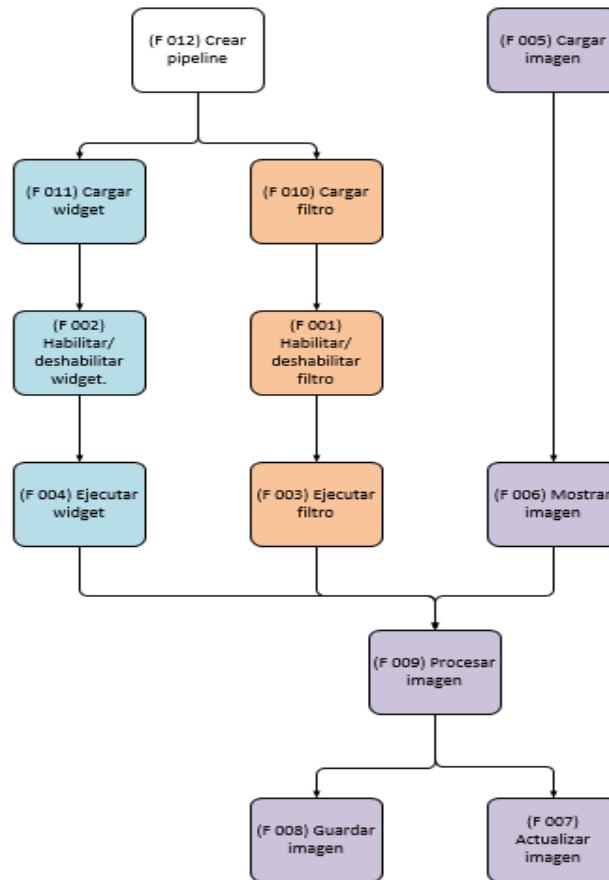 (F 012) Crear
pipeline
(F 005) Cargar
imagen
(F 011) Cargar
widget
(F 010) Cargar
filtro
(F 002)
Habilitar/
deshabilitar
widget.
(F 001)
Habilitar/
deshabilitar
filtro
(F 004) Ejecutar
widget
(F 003) Ejecutar
filtro
(F 006) Mostrar
imagen
(F 009) Procesar
imagen
(F 008) Guardar
imagen
(F 007)
Actualizar
imagen